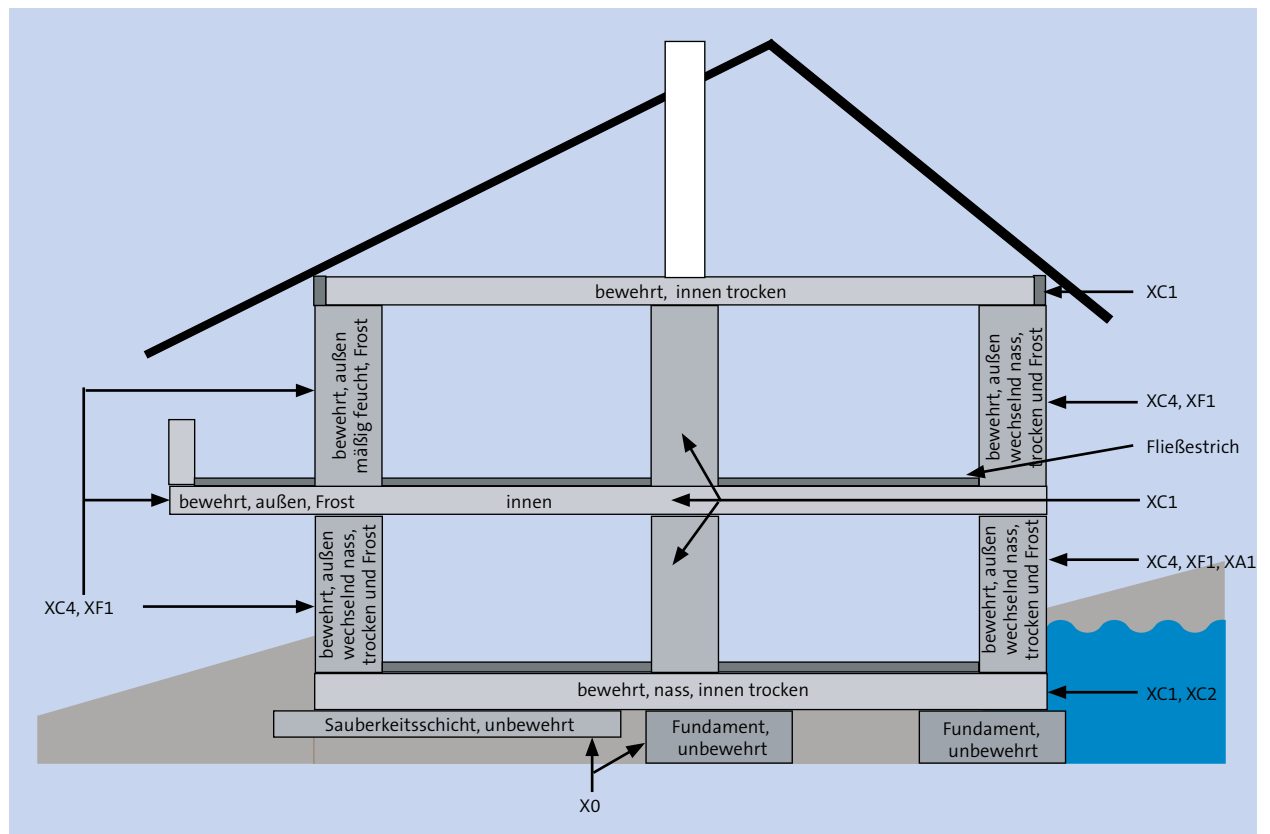 bewehrt, innen trocken
XC1
bewehrt, außen
mäßig feucht, Frost
bewehrt, außen
wechselnd nass,
trocken und Frost
XC4, XF1
Fließestrich
bewehrt, außen, Frost
innen
XC1
bewehrt, außen
wechselnd nass,
trocken und Frost
bewehrt, außen
wechselnd nass,
trocken und Frost
XC4, XF1, XA1
XC4, XF1
bewehrt, nass, innen trocken
XC1, XC2
Sauberkeitsschicht, unbewehrt
Fundament,
unbewehrt
Fundament,
unbewehrt
X0